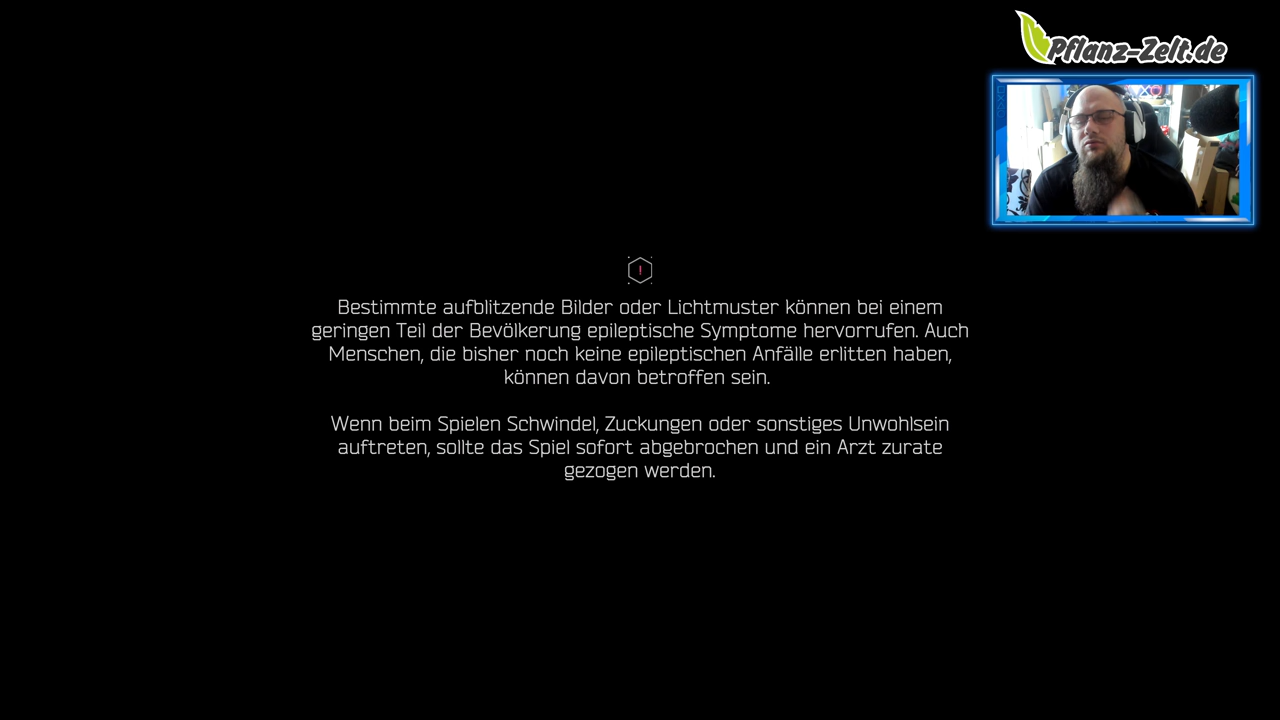 Pflanz-Zelt.de
!
Bestimmte aufblitzende Bilder oder Lichtmuster können bei einem
geringen Teil der Bevölkerung epileptische Symptome hervorrufen. Auch
Menschen, die bisher noch keine epileptischen Anfälle erlitten haben,
können davon betroffen sein.
Wenn beim Spielen Schwindel, Zuckungen oder sonstiges Unwohlsein
auftreten, sollte das Spiel sofort abgebrochen und ein Arzt zurate
gezogen werden.